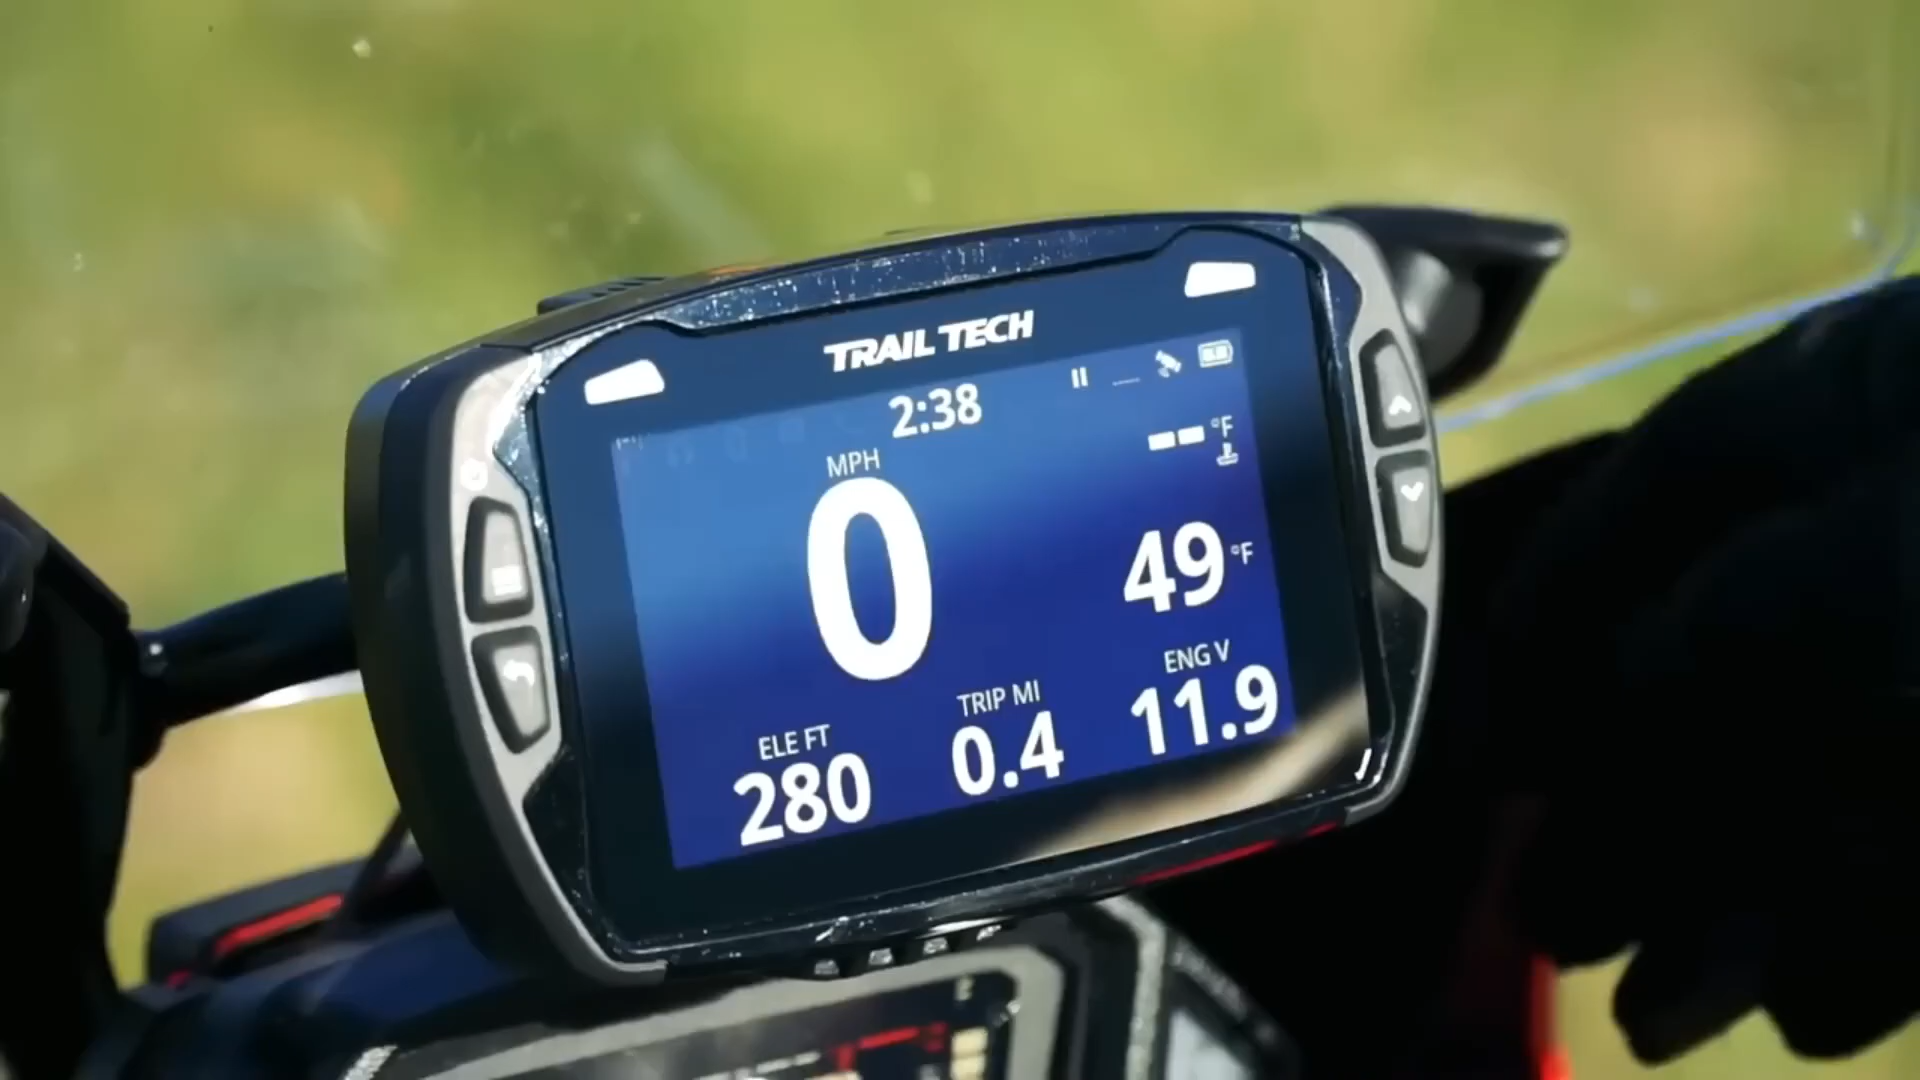 TRAIL TECH
2:38
MPH
0
-- °F
49 °F
ELE FT
280
TRIP MI
0.4
ENG V
11.9